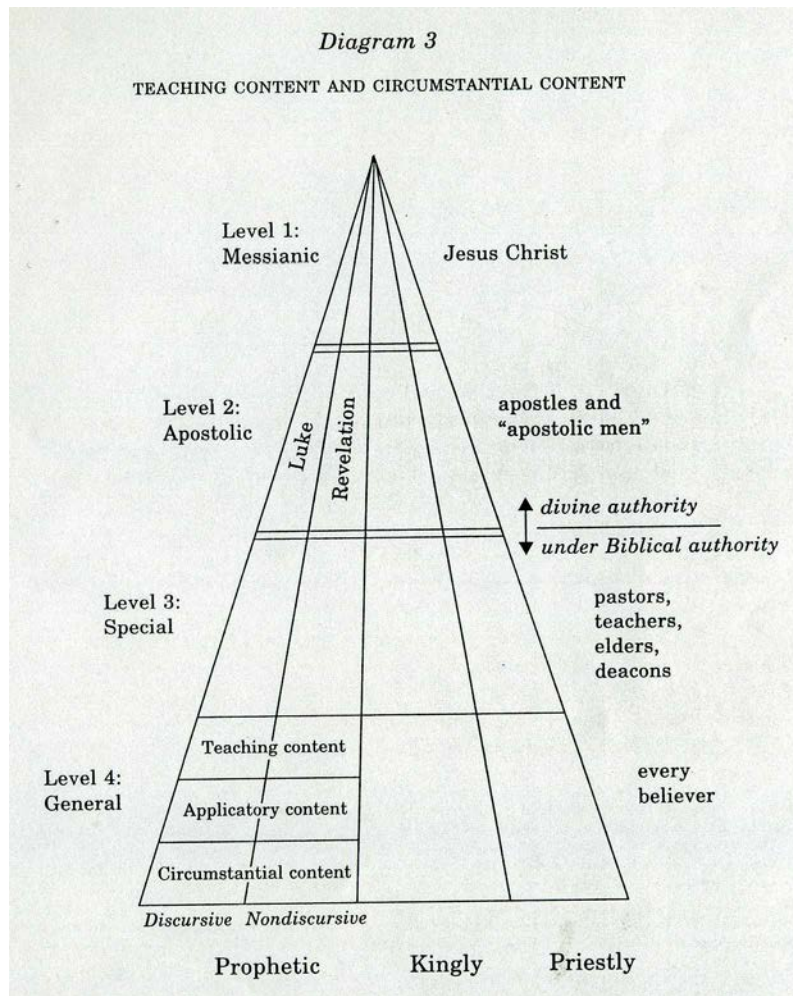 Diagram 3
TEACHING CONTENT AND CIRCUMSTANTIAL CONTENT
Level 1:
Messianic
Jesus Christ
Level 2:
Apostolic
Luke
Revelation
apostles and
“apostolic men”
divine authority
under Biblical authority
Level 3:
Special
pastors,
teachers,
elders,
deacons
Level 4:
General
Teaching content
Applicatory content
Circumstantial content
every
believer
Discursive Nondiscursive
Prophetic Kingly Priestly